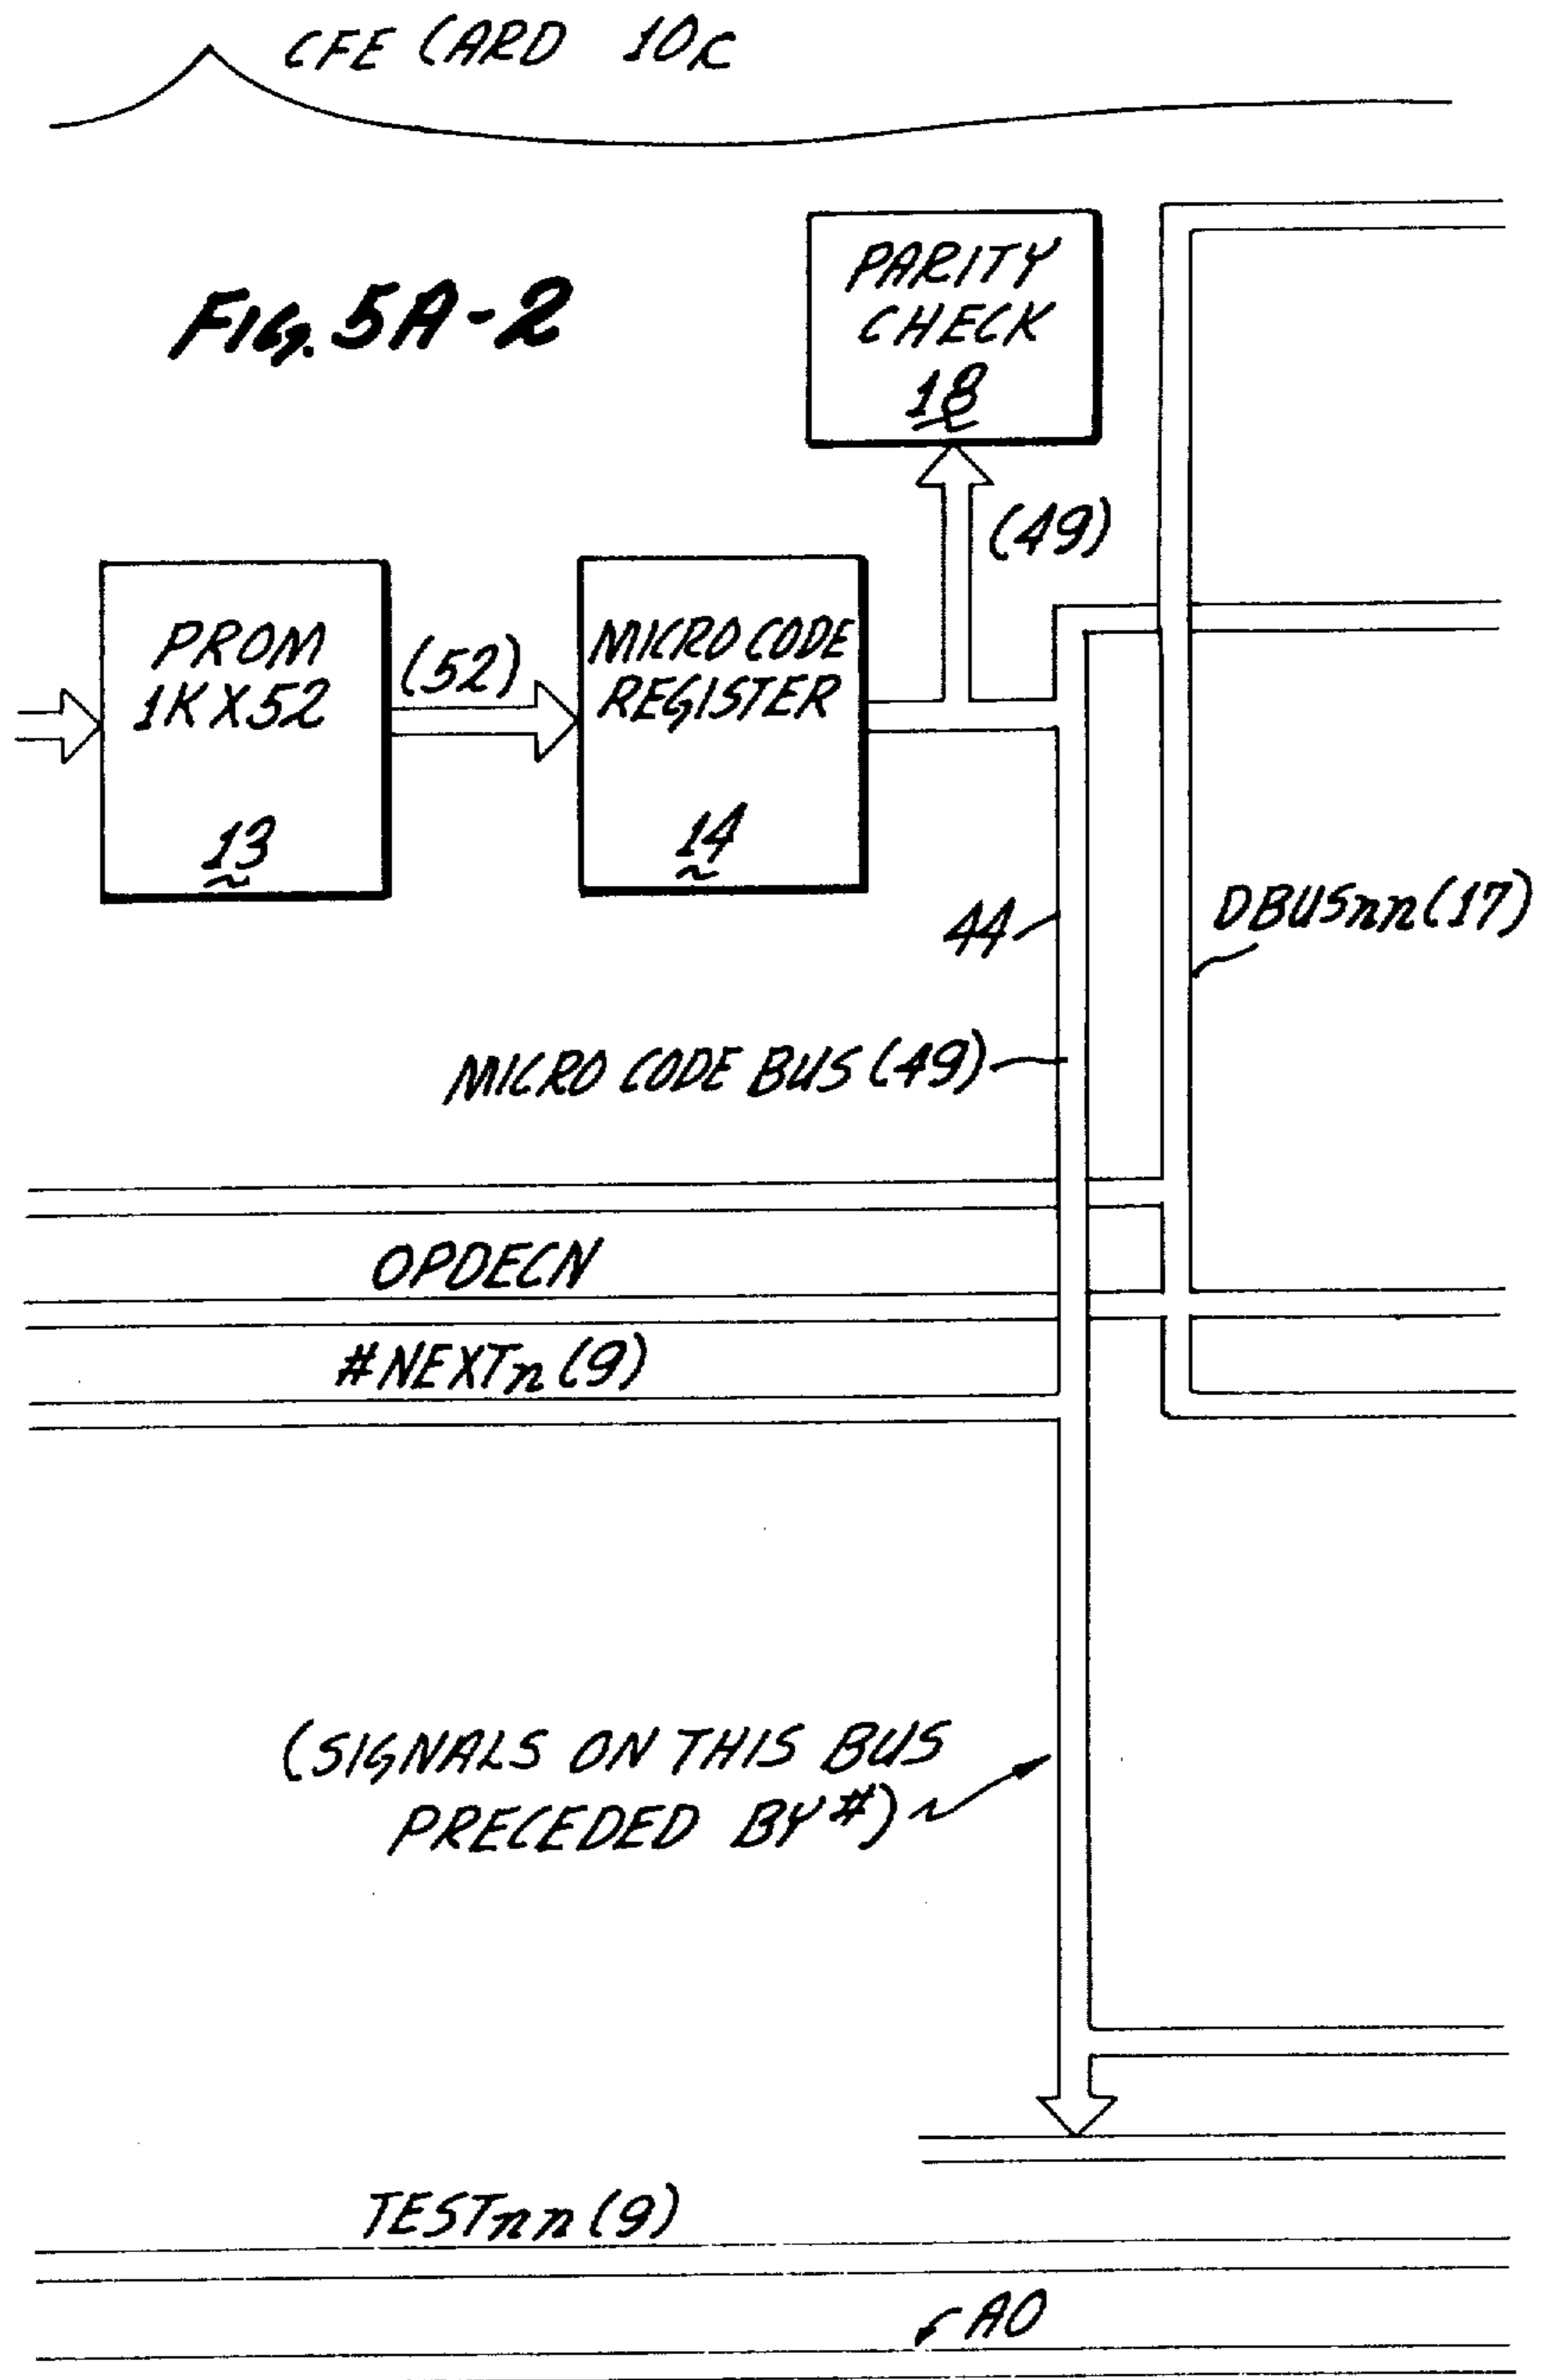 CFE CARD 10c
FIG. 5A-2
PARITY
CHECK
18
(49)
PROM
1KX52
13
(52)
MICRO CODE
REGISTER
14
44
DBUSnn(17)
MICRO CODE BUS (49)
OPDECN
#NEXTn(9)
(SIGNALS ON THIS BUS
PRECEDED BY #)
TESTnn(9)
A0